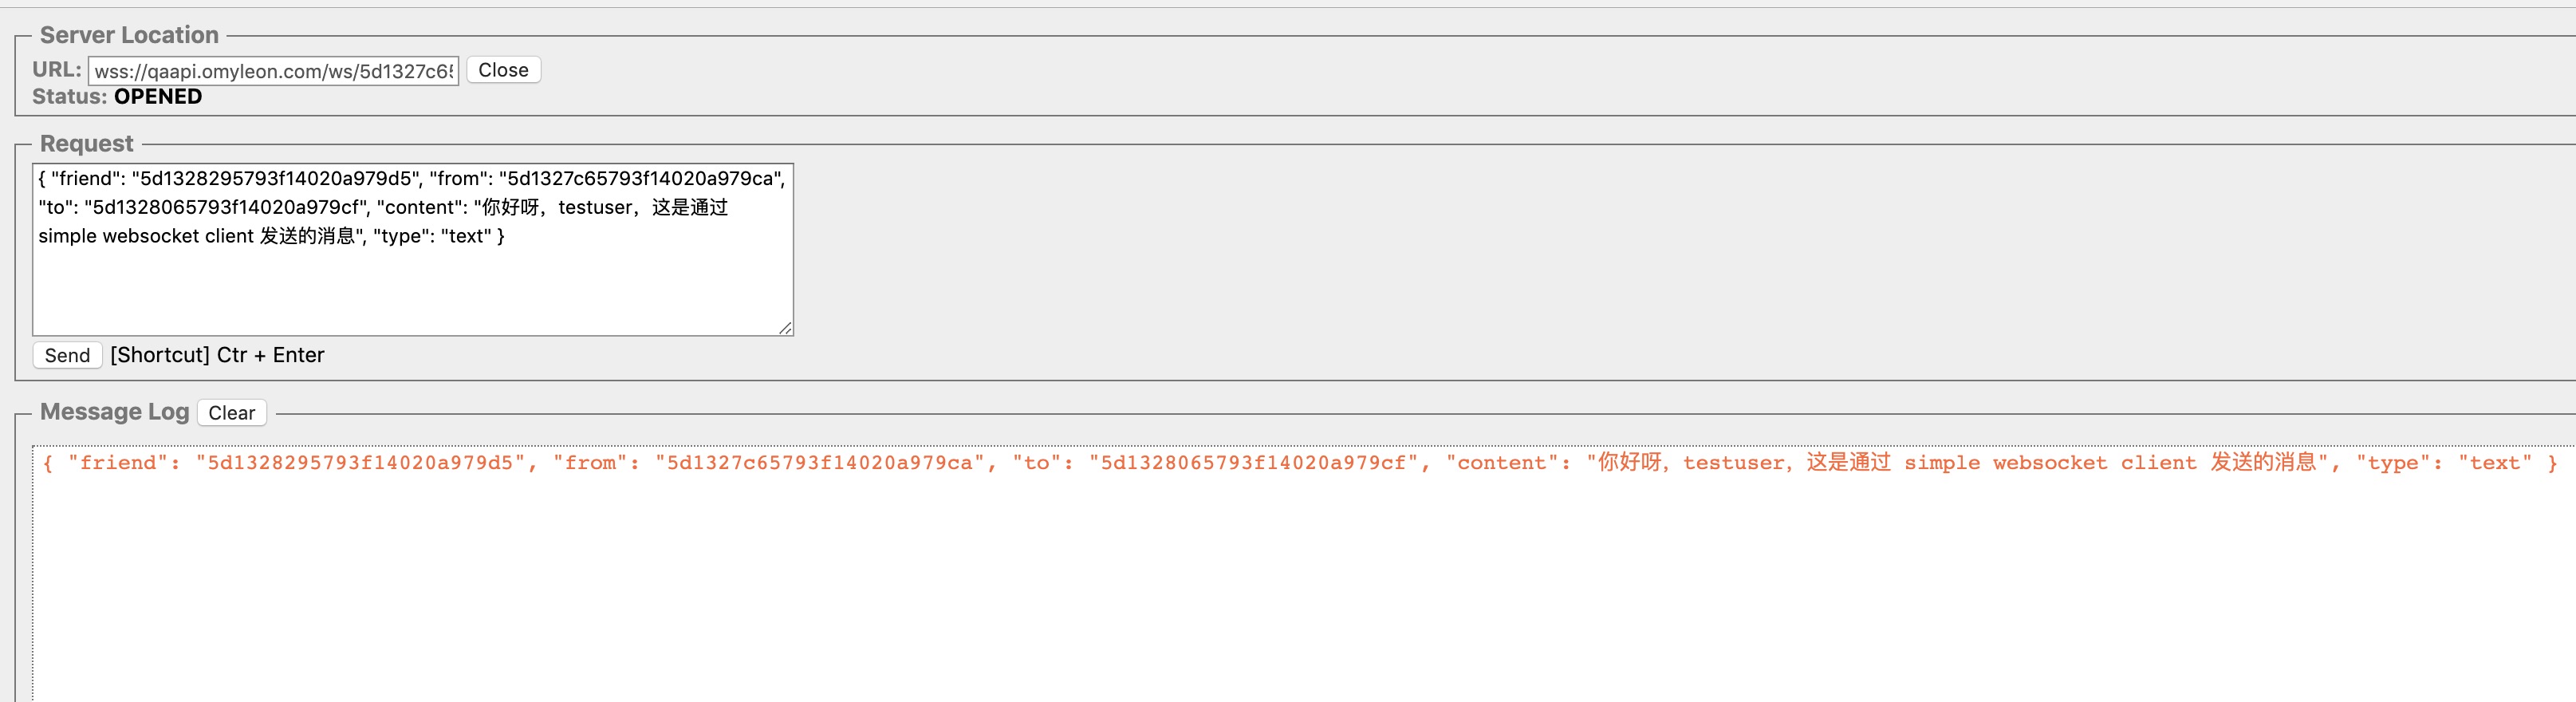 Server Location
URL: wss://qaapi.omyleon.com/ws/5d1327c65 Close
Status: OPENED
Request
{ "friend": "5d1328295793f14020a979d5", "from": "5d1327c65793f14020a979ca",
"to": "5d1328065793f14020a979cf", "content": "你好呀，testuser，这是通过
simple websocket client 发送的消息", "type": "text" }
Send [Shortcut] Ctr + Enter
Message Log Clear
{ "friend": "5d1328295793f14020a979d5", "from": "5d1327c65793f14020a979ca", "to": "5d1328065793f14020a979cf", "content": "你好呀，testuser，这是通过 simple websocket client 发送的消息", "type": "text" }